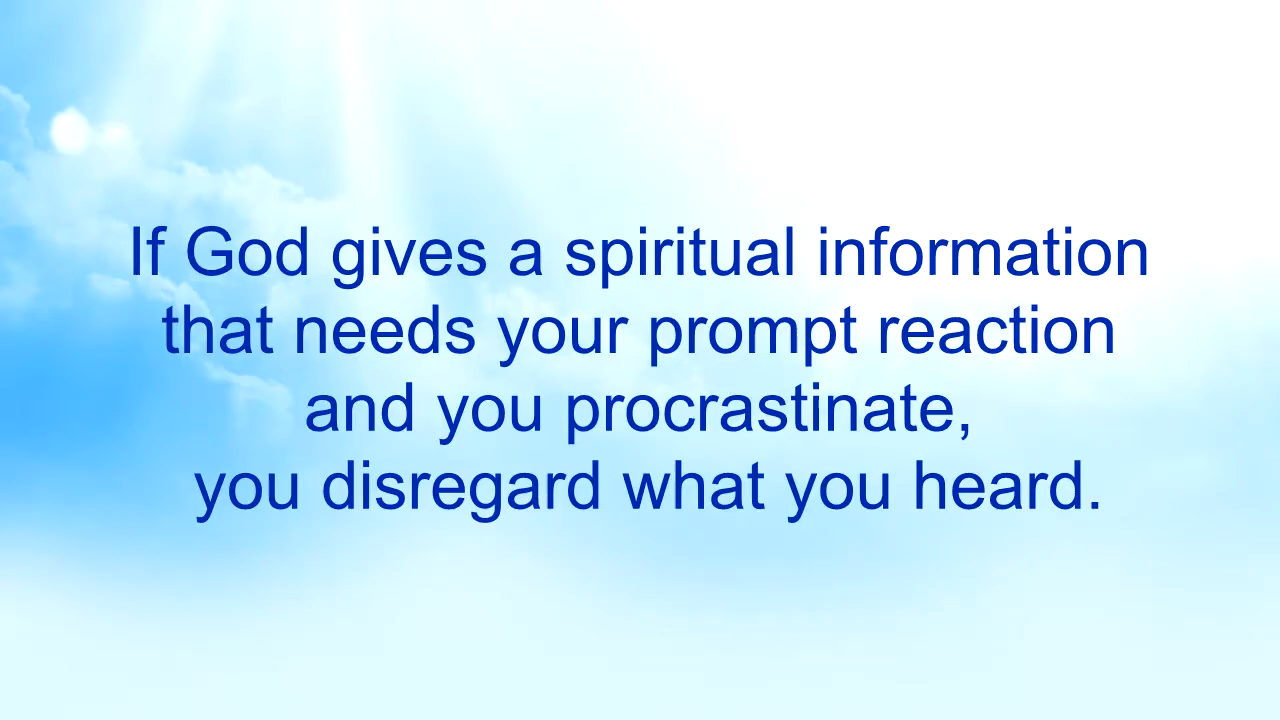 If God gives a spiritual information
that needs your prompt reaction
and you procrastinate,
you disregard what you heard.